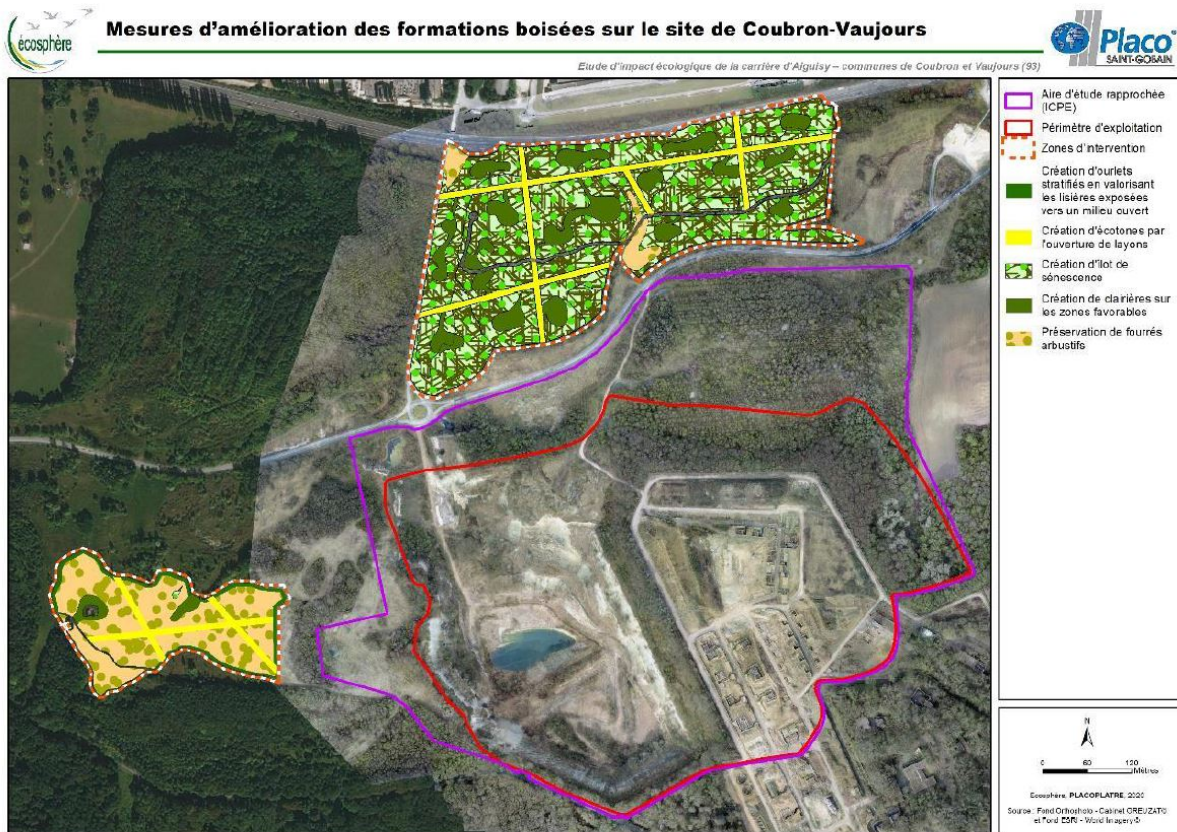 écosphère
Mesures d'amélioration des formations boisées sur le site de Coubron-Vaujours
Placo
SAINT-GOBAIN
Etude d'impact écologique de la carrière d'Aiguisy – communes de Coubron et Vaujours (93)
Aire d'étude rapprochée
(ICPE)
Périmètre d'exploitation
Zones d'intervention
Création d'ourlets
stratifiés en valorisant
les lisières exposées
vers un milieu ouvert
Création d'écotones par
l'ouverture de layons
Création d'îlot de
sénescence
Création de clairières sur
les zones favorables
Préservation de fourrés
arbustifs
N
0 60 120
Mètres
Ecosphère, PLACOPLATRE, 2020
Source : Fond Orthophoto - Cabinet GREUZAT©
et Fond ESRI - World Imagery©